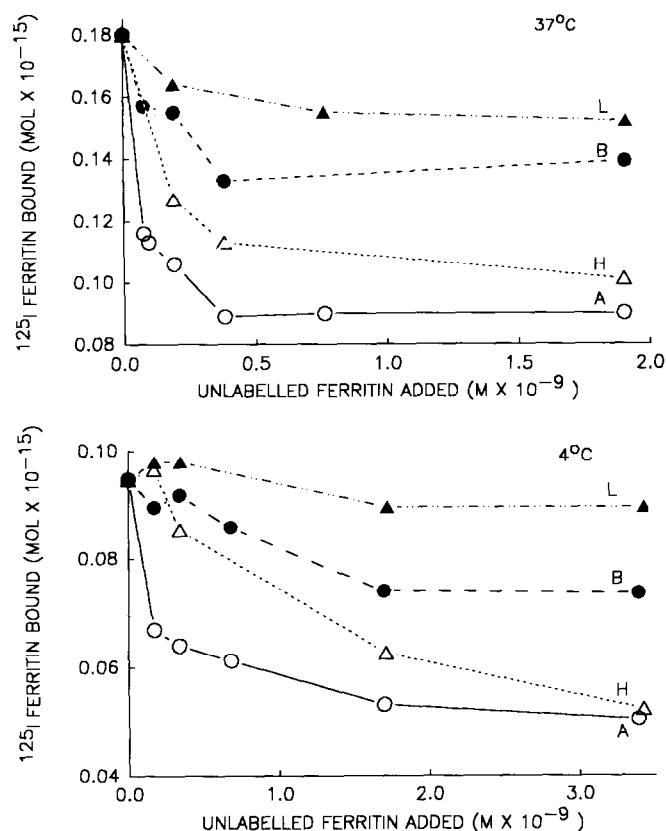 37°C
0.18
0.16
0.14
0.12
0.10
0.08
125I FERRITIN BOUND (MOL X 10-15)
L
B
H
A
0.0 0.5 1.0 1.5 2.0
UNLABELLED FERRITIN ADDED (M X 10-9)
4°C
0.10
0.08
0.06
0.04
125I FERRITIN BOUND (MOL X 10-15)
L
B
H
A
0.0 1.0 2.0 3.0
UNLABELLED FERRITIN ADDED (M X 10-9)